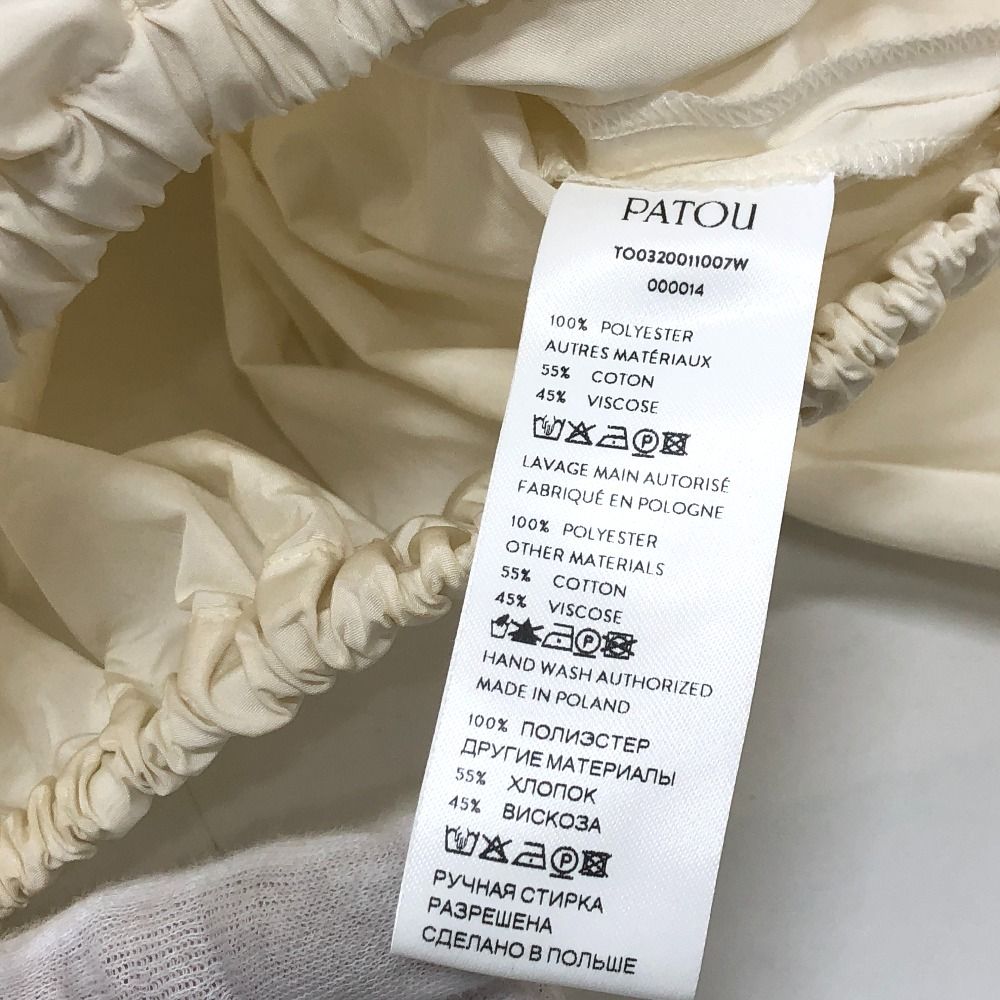 PATOU
TO0320011007W
000014
100% POLYESTER
AUTRES MATÉRIAUX
55% COTON
45% VISCOSE
P
LAVAGE MAIN AUTORISÉ
FABRIQUÉ EN POLOGNE
100% POLYESTER
OTHER MATERIALS
55% COTTON
45% VISCOSE
P
HAND WASH AUTHORIZED
MADE IN POLAND
100% ПОЛИЭСТЕР
ДРУГИЕ МАТЕРИАЛЫ
55% ХЛОПОК
45% ВИСКОЗА
P
РУЧНАЯ СТИРКА
РАЗРЕШЕНА
СДЕЛАНО В ПОЛЬШЕ